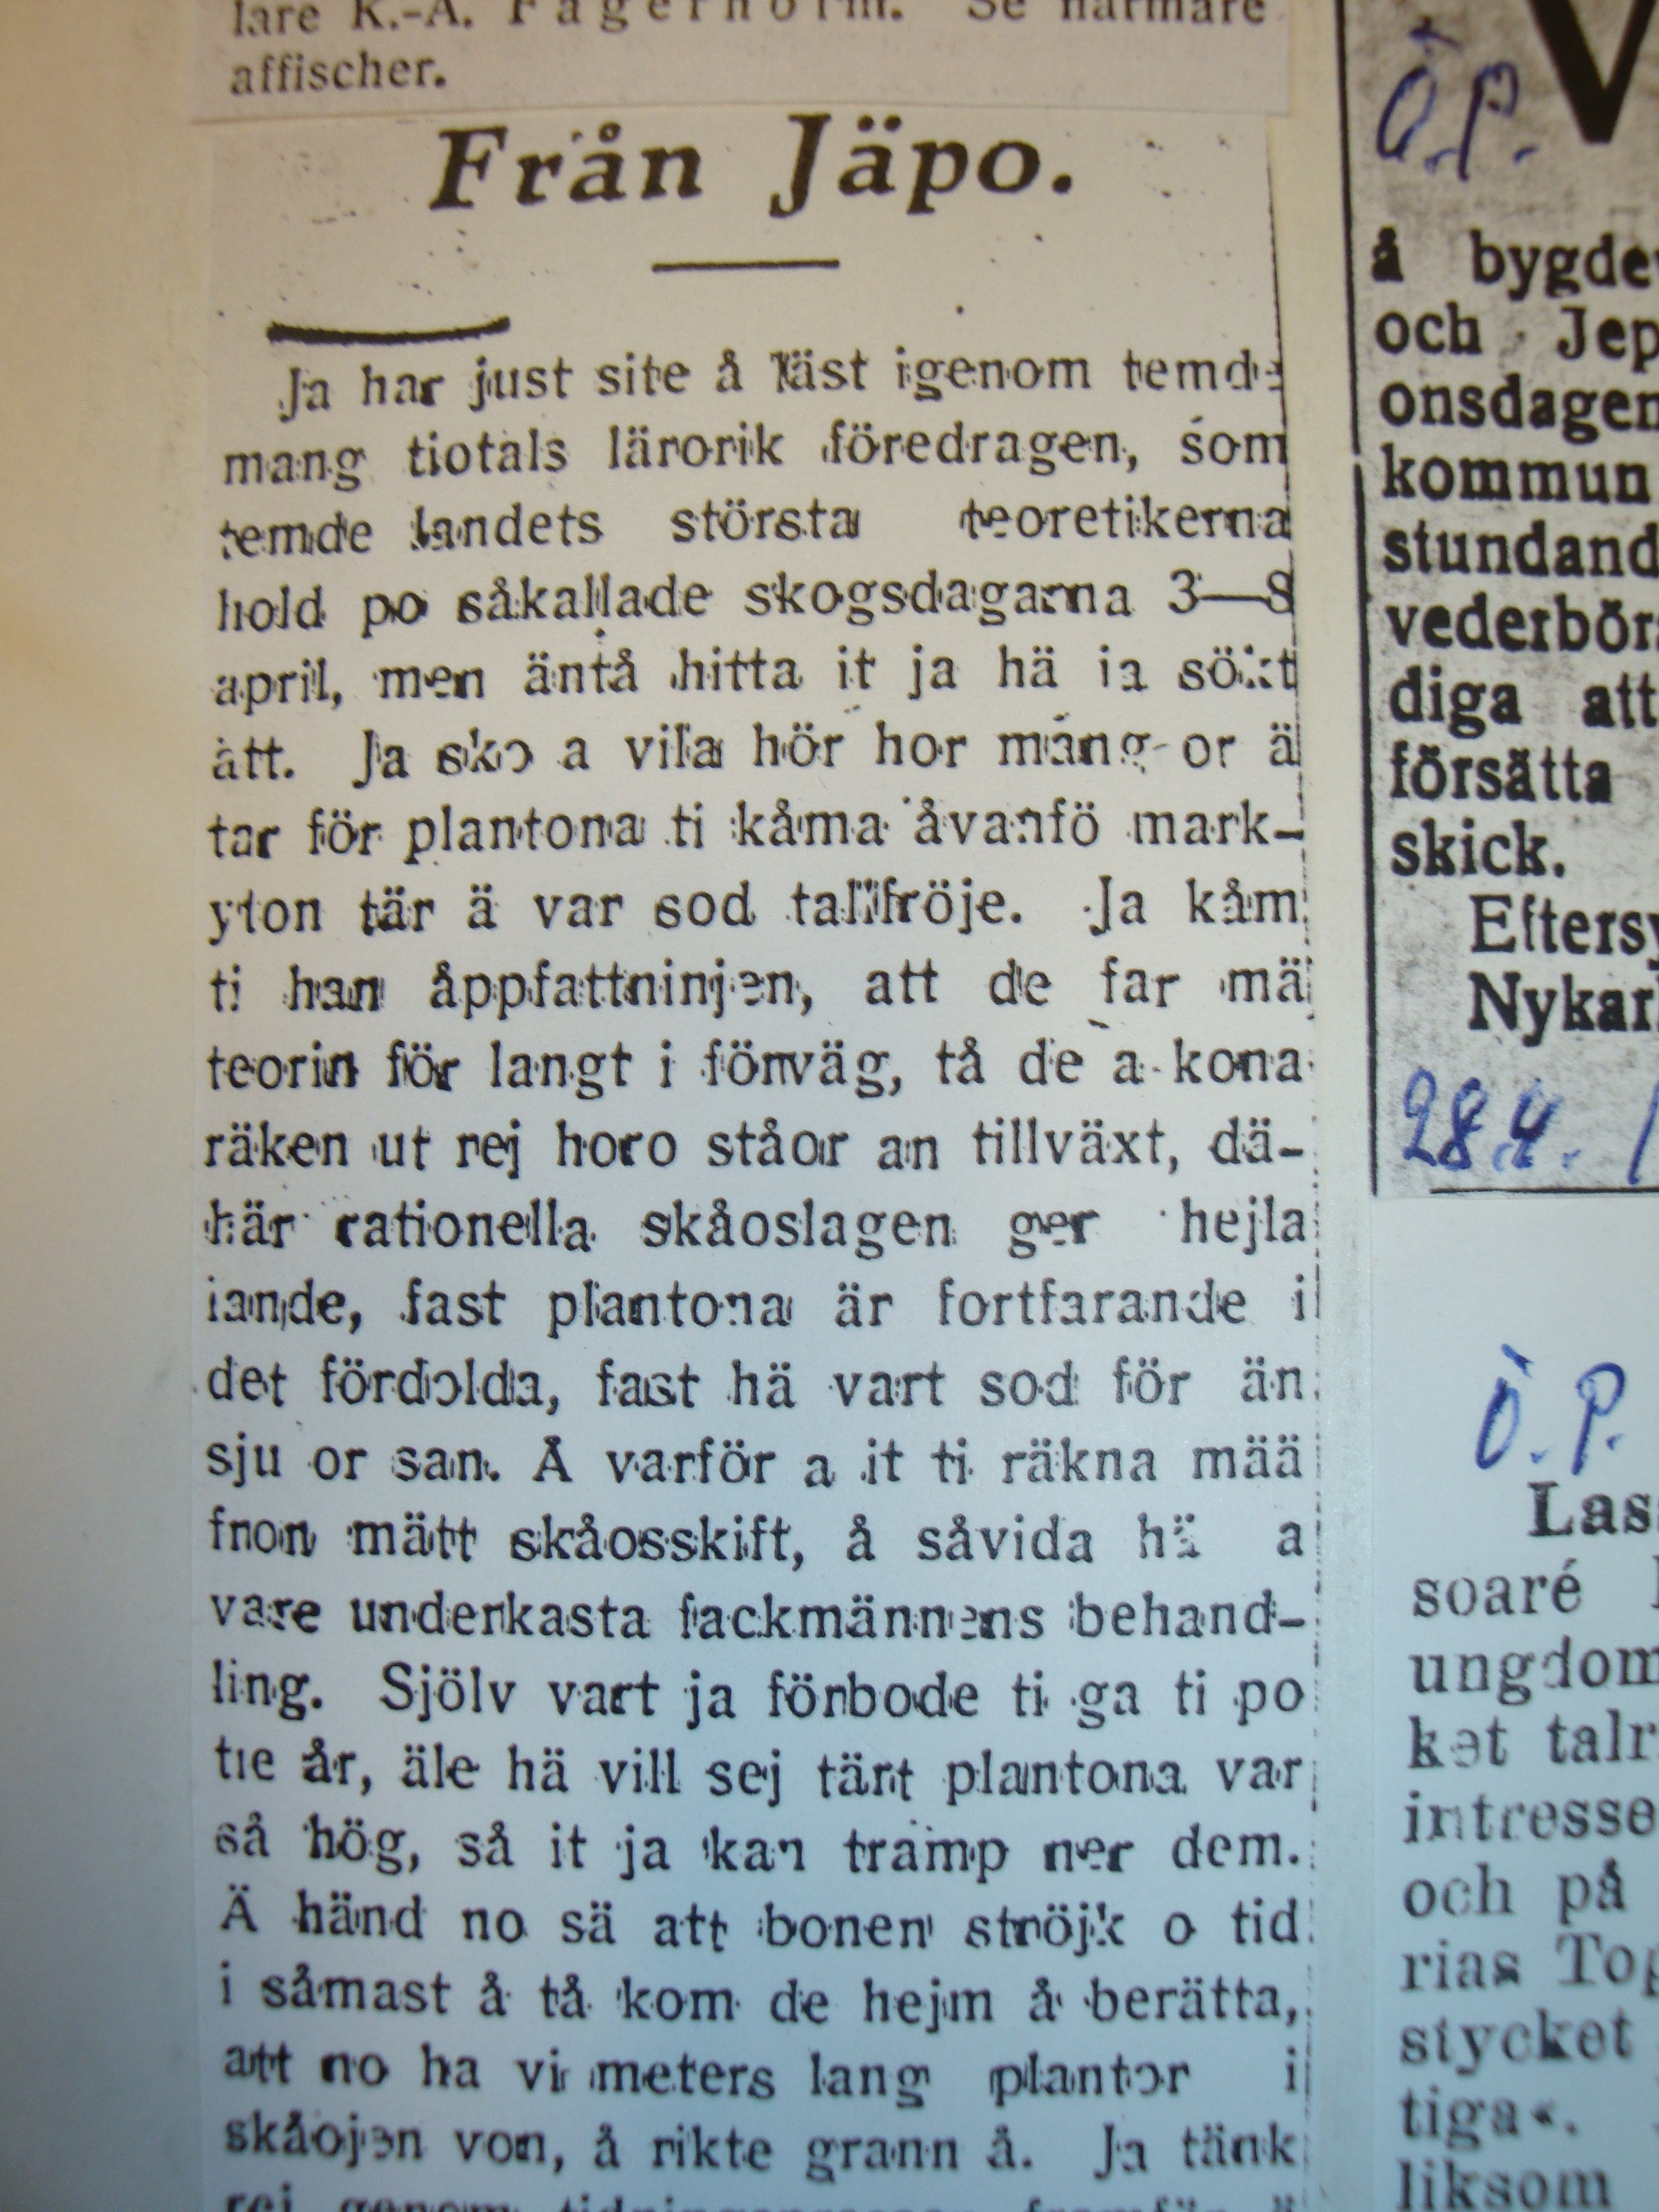 lare K.-A. Fagerholm. Se närmare
affischer.
Från Jäpo.
Ja har just site å läst igenom temde
mang tiotals lärorik föredragen, som
temde landets största teoretikerna
hold po såkallade skogsdagarna 3—8
april, men äntå hitta it ja hä ja sökt
ätt. Ja sko a vila hör hor mang or ä
tar för plantona ti kåma åvanfö mark-
yton tär ä var sod tallfröje. Ja kåm
ti han åppfattninjen, att de far mä
teorin för langt i förväg, tå de a kona
räken ut rej horo ståor an tillväxt, dä-
här rationella skåoslagen ger hejla
lande, fast plantona är fortfarande i
det fördolda, fast hä vart sod för än
sju or san. Å varför a it ti räkna mää
fron mätt skåosskift, å såvida hä a
vare underkasta fackmännens behand-
ling. Sjölv vart ja förbode ti ga ti po
tie år, äle hä vill sej tärt plantona var
så hög, så it ja kan tramp ner dem.
Ä händ no sä att bonen ströjk o tid
i såmast å tå kom de hejm å berätta,
att no ha vi meters lang plantor i
skåojen von, å rikte grann å. Ja tänk
rej genom
Ö.P.
V
å bygde
och Jep
onsdagen
kommun
stundand
vederbör
diga att
försätta
skick.
Eftersy
Nykarl
28.4.
Ö.P.
Lass
soaré
ungdom
ket talr
intresse
och på
rias Top
stycket
tiga«.
liksom